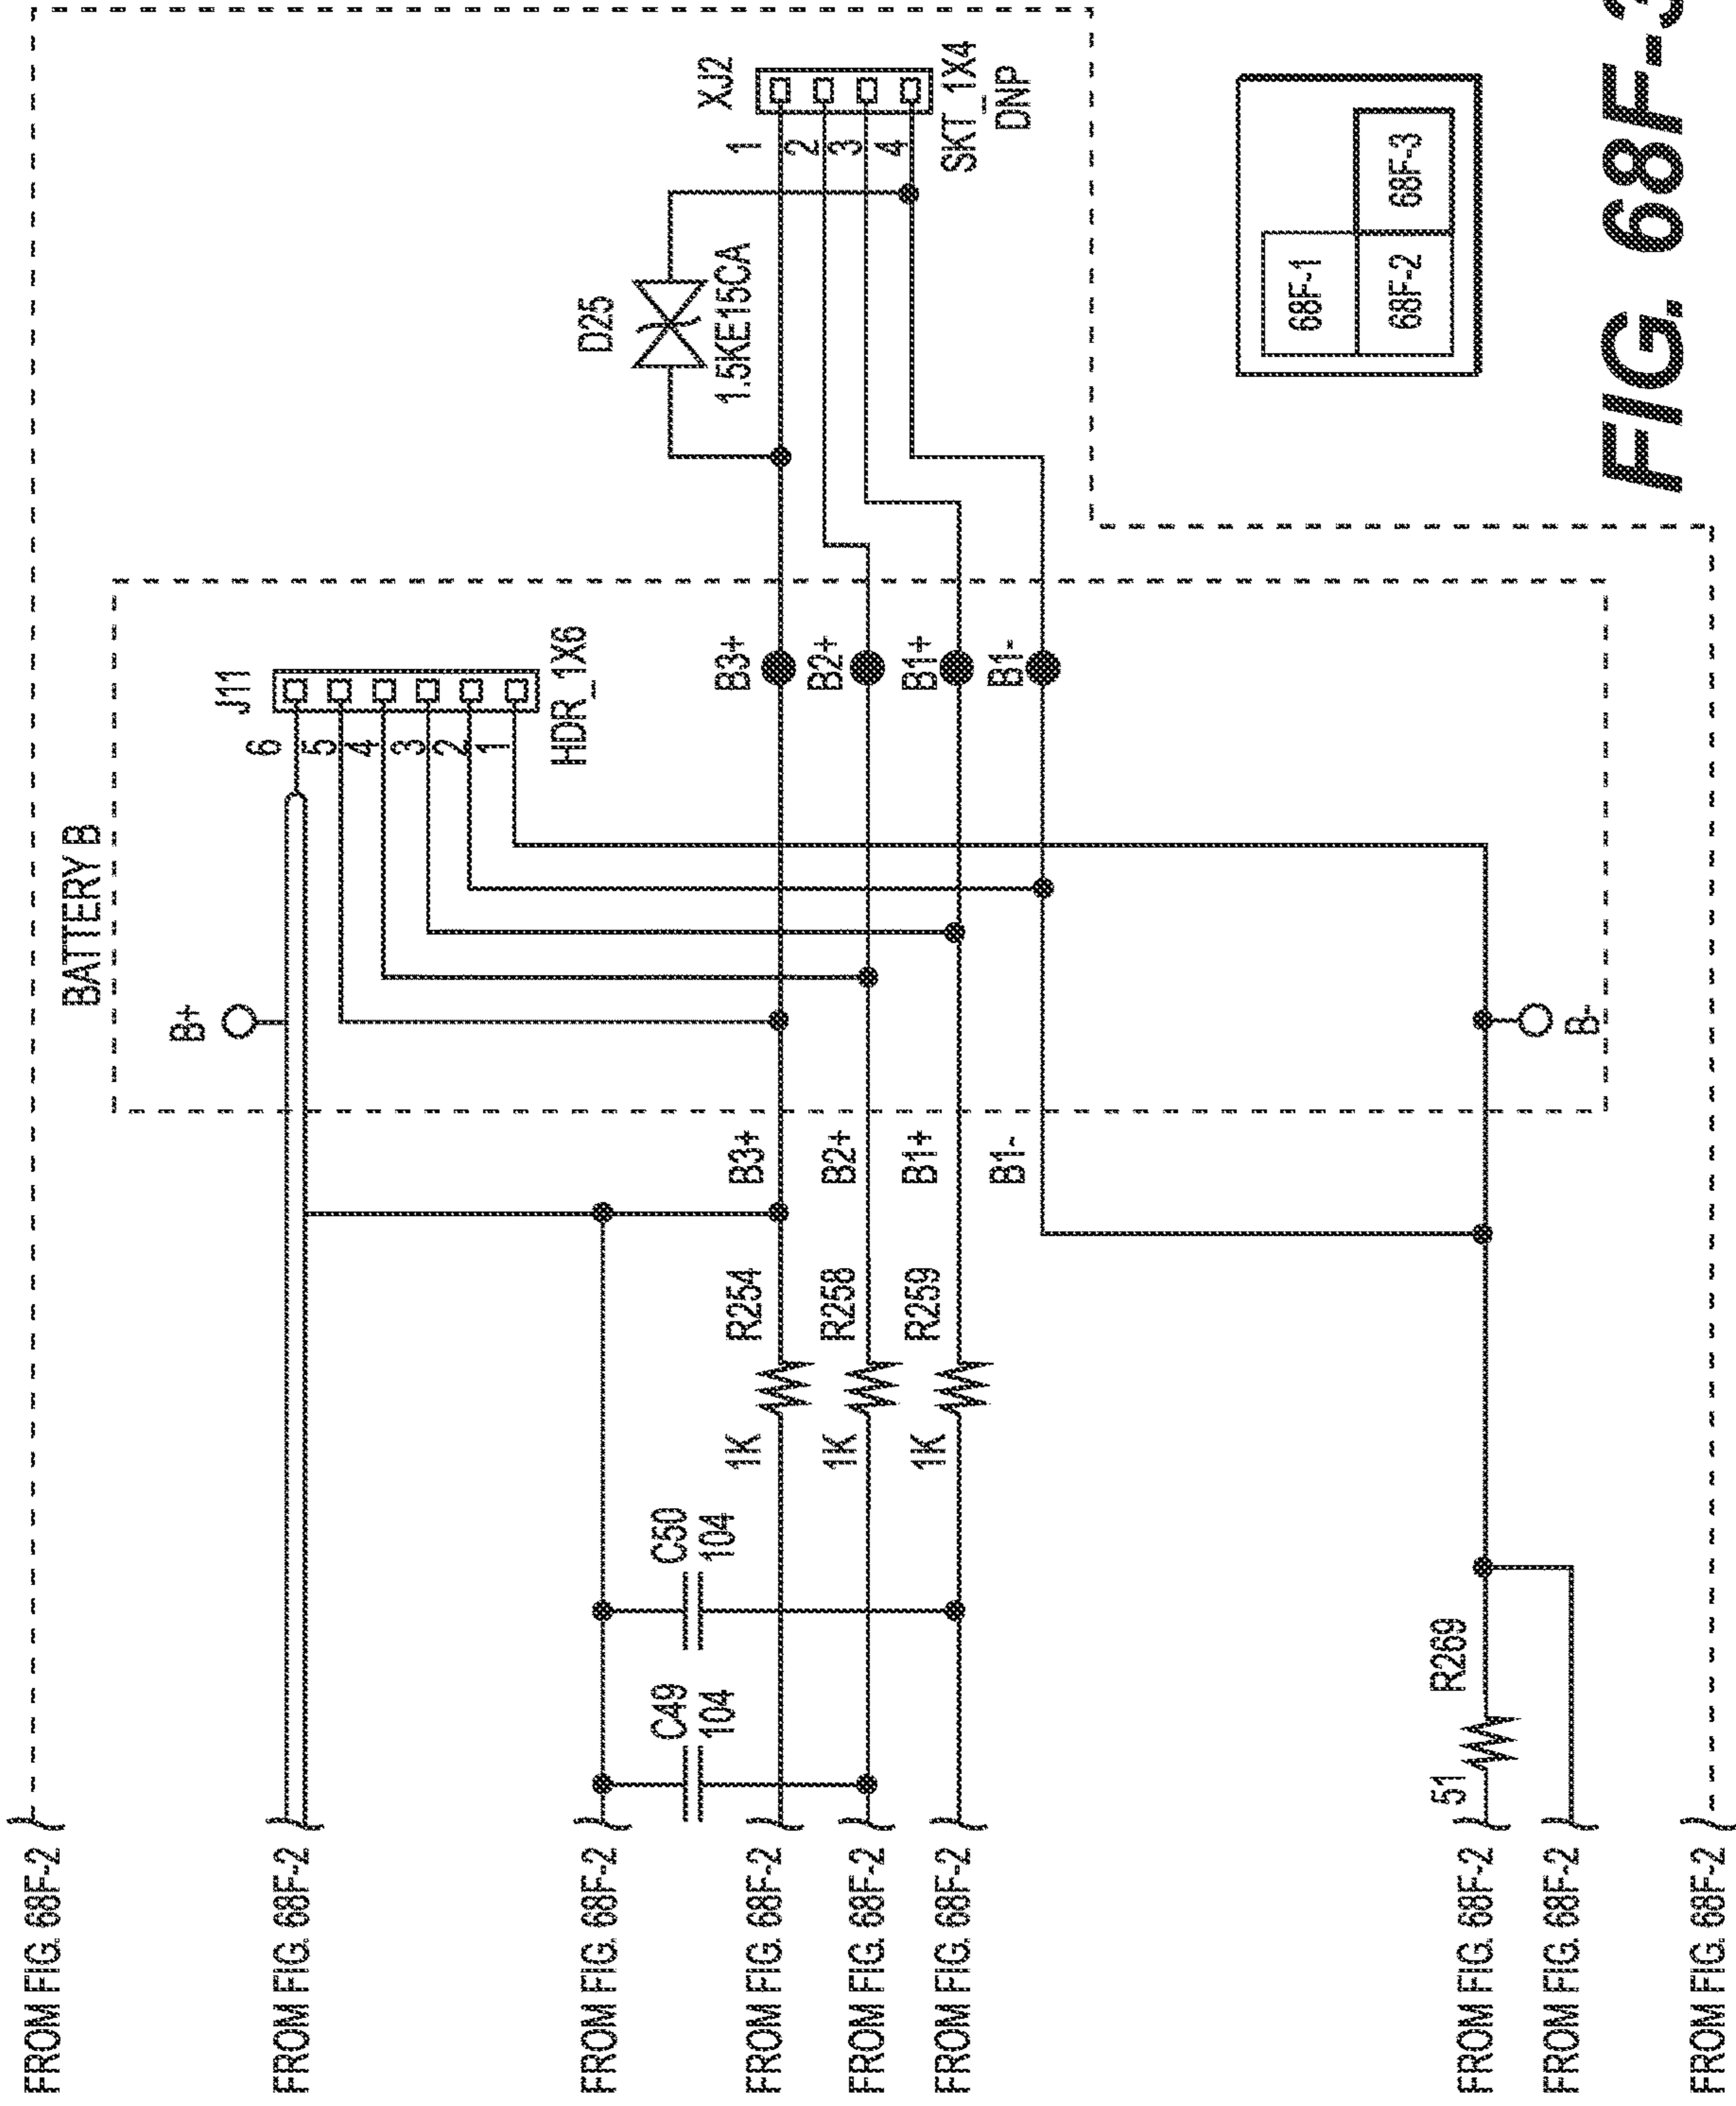 BATTERY B
B+
J11
6
5
4
3
2
1
HDR_1X6
D25
1.5KE15CA
XJ2
1
2
3
4
SKT_1X4
DNP
B3+
B2+
B1+
B1-
B3+
B2+
B1+
B1-
C49
104
C50
104
1K
R254
1K
R258
1K
R259
51
R269
B-
FROM FIG. 68F-2
FROM FIG. 68F-2
FROM FIG. 68F-2
FROM FIG. 68F-2
FROM FIG. 68F-2
FROM FIG. 68F-2
FROM FIG. 68F-2
FROM FIG. 68F-2
FROM FIG. 68F-2
68F-1
68F-2
68F-3
FIG. 68F-3